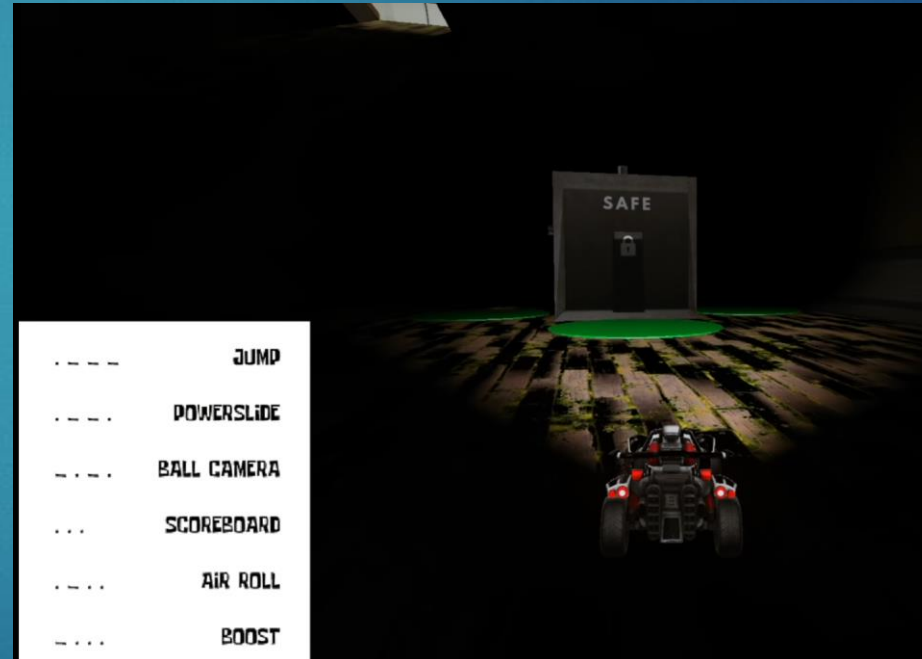 SAFE
. _ _ _ JUMP
. _ _ . POWERSLIDE
_ . _ . BALL CAMERA
. . . SCOREBOARD
. _ . . AIR ROLL
_ . . . BOOST